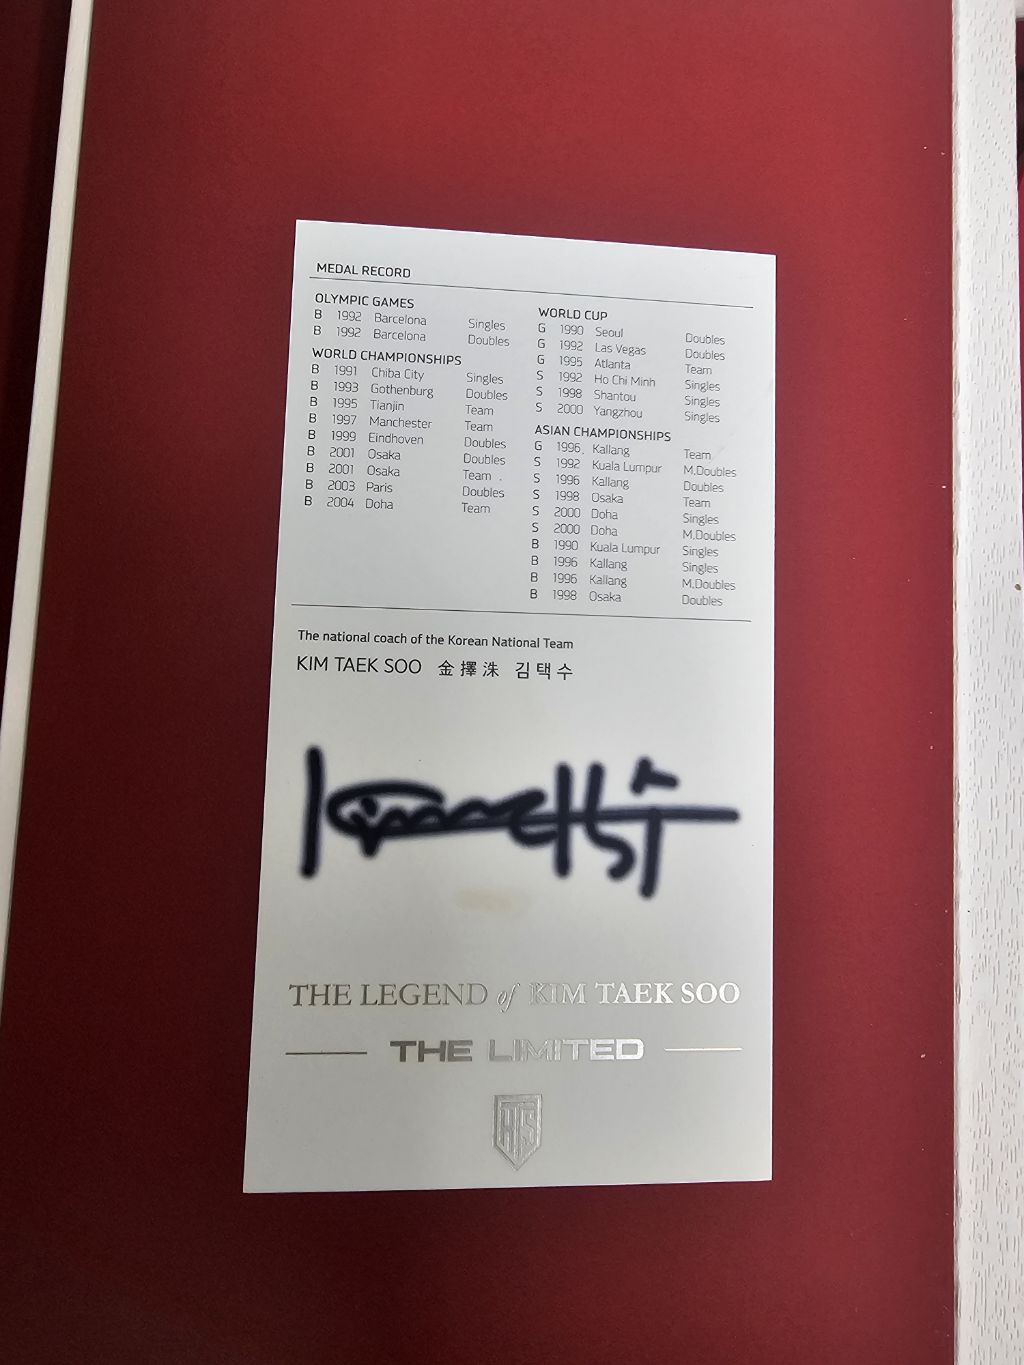 MEDAL RECORD
OLYMPIC GAMES
B 1992 Barcelona Singles
B 1992 Barcelona Doubles
WORLD CHAMPIONSHIPS
B 1991 Chiba City Singles
B 1993 Gothenburg Doubles
B 1995 Tianjin Team
B 1997 Manchester Team
B 1999 Eindhoven Doubles
B 2001 Osaka Doubles
B 2001 Osaka Team
B 2003 Paris Doubles
B 2004 Doha Team
WORLD CUP
G 1990 Seoul Doubles
G 1992 Las Vegas Doubles
G 1995 Atlanta Team
S 1992 Ho Chi Minh Singles
S 1998 Shantou Singles
S 2000 Yangzhou Singles
ASIAN CHAMPIONSHIPS
G 1996 Kallang Team
S 1992 Kuala Lumpur M.Doubles
S 1996 Kallang Doubles
S 1998 Osaka Team
S 2000 Doha Singles
S 2000 Doha M.Doubles
B 1990 Kuala Lumpur Singles
B 1996 Kallang Singles
B 1996 Kallang M.Doubles
B 1998 Osaka Doubles
The national coach of the Korean National Team
KIM TAEK SOO 金擇洙 김택수
THE LEGEND of KIM TAEK SOO
THE LIMITED